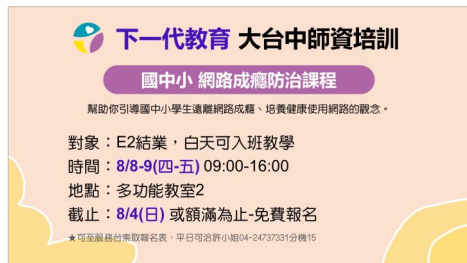 下一代教育 大台中師資培訓
國中小 網路成癮防治課程
幫助你引導國中小學生遠離網路成癮、培養健康使用網路的觀念。
對象：E2結業，白天可入班教學
時間：8/8-9(四-五) 09:00-16:00
地點：多功能教室2
截止：8/4(日) 或額滿為止-免費報名
★可至服務台索取報名表，平日可洽許小姐04-24737331分機15